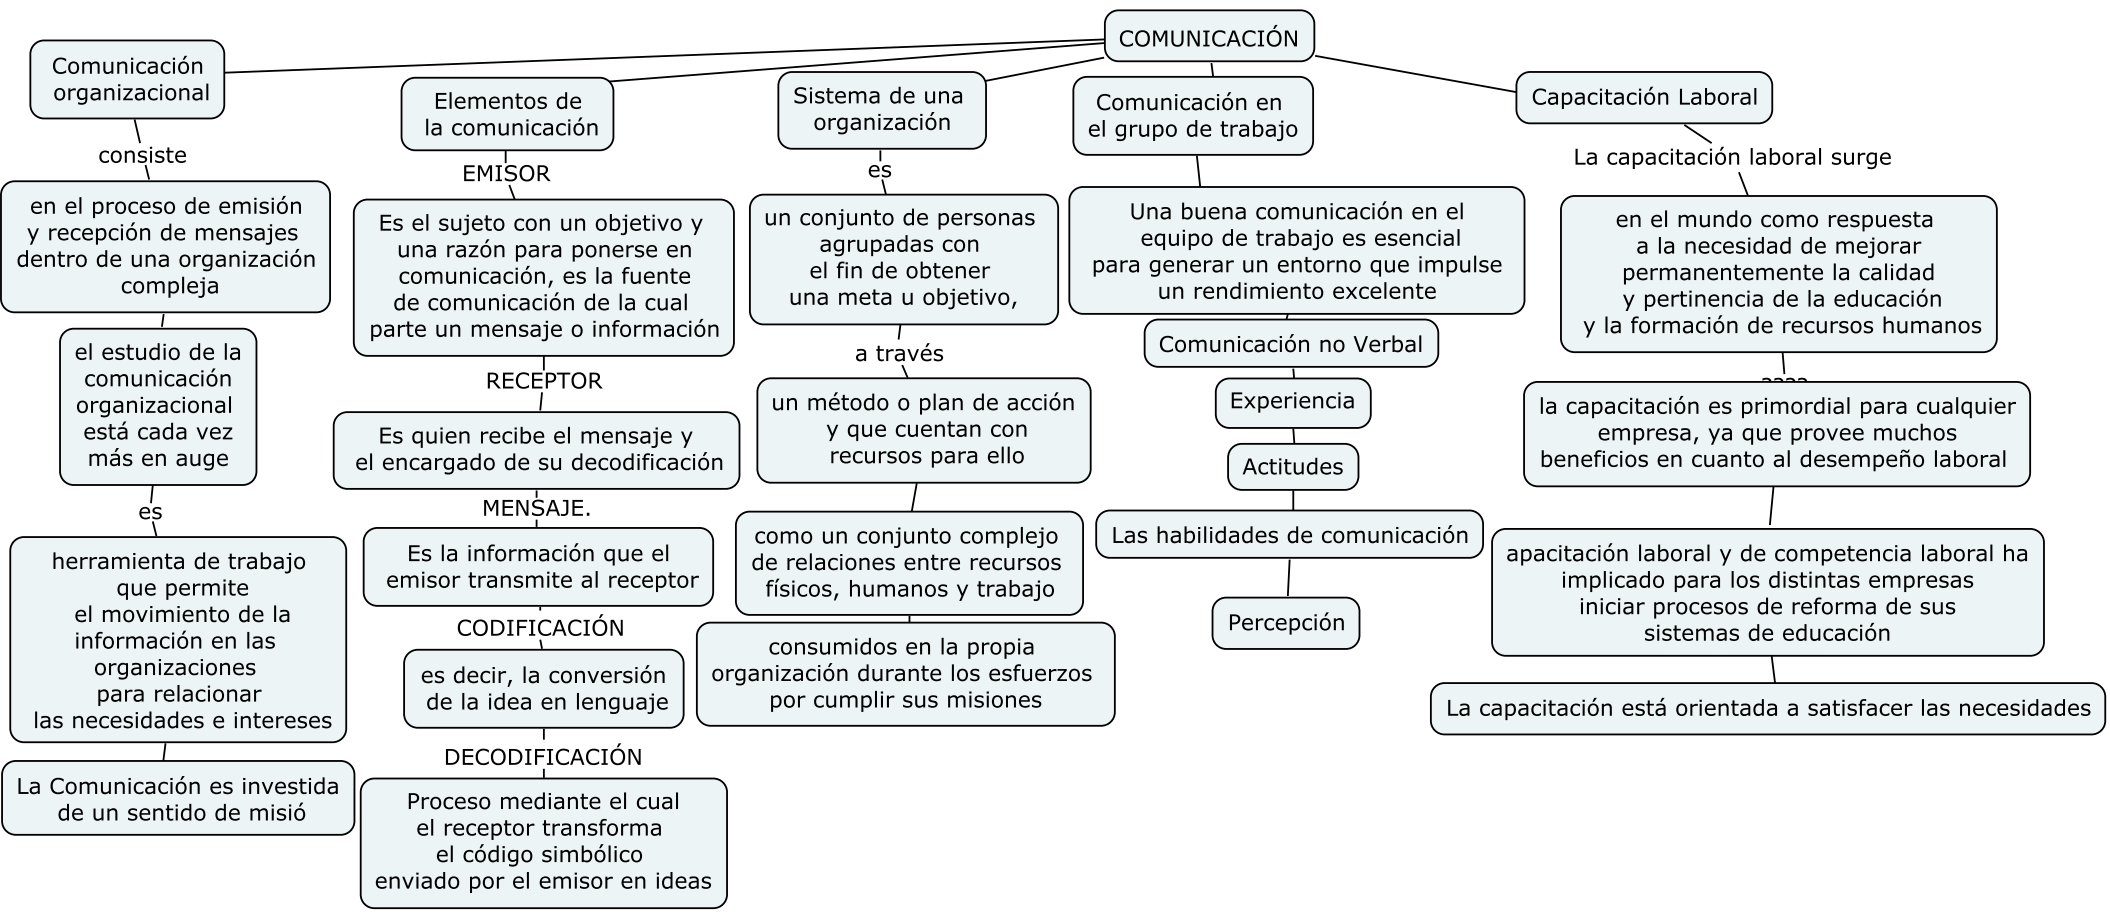 COMUNICACIÓN
Comunicación
organizacional
consiste
en el proceso de emisión
y recepción de mensajes
dentro de una organización
compleja
el estudio de la
comunicación
organizacional
está cada vez
más en auge
es
herramienta de trabajo
que permite
el movimiento de la
información en las
organizaciones
para relacionar
las necesidades e intereses
La Comunicación es investida
de un sentido de misió
Elementos de
la comunicación
EMISOR
Es el sujeto con un objetivo y
una razón para ponerse en
comunicación, es la fuente
de comunicación de la cual
parte un mensaje o información
RECEPTOR
Es quien recibe el mensaje y
el encargado de su decodificación
MENSAJE.
Es la información que el
emisor transmite al receptor
CODIFICACIÓN
es decir, la conversión
de la idea en lenguaje
DECODIFICACIÓN
Proceso mediante el cual
el receptor transforma
el código simbólico
enviado por el emisor en ideas
Sistema de una
organización
es
un conjunto de personas
agrupadas con
el fin de obtener
una meta u objetivo,
a través
un método o plan de acción
y que cuentan con
recursos para ello
como un conjunto complejo
de relaciones entre recursos
físicos, humanos y trabajo
consumidos en la propia
organización durante los esfuerzos
por cumplir sus misiones
Comunicación en
el grupo de trabajo
Una buena comunicación en el
equipo de trabajo es esencial
para generar un entorno que impulse
un rendimiento excelente
Comunicación no Verbal
Experiencia
Actitudes
Las habilidades de comunicación
Percepción
Capacitación Laboral
La capacitación laboral surge
en el mundo como respuesta
a la necesidad de mejorar
permanentemente la calidad
y pertinencia de la educación
y la formación de recursos humanos
????
la capacitación es primordial para cualquier
empresa, ya que provee muchos
beneficios en cuanto al desempeño laboral
apacitación laboral y de competencia laboral ha
implicado para los distintas empresas
iniciar procesos de reforma de sus
sistemas de educación
La capacitación está orientada a satisfacer las necesidades